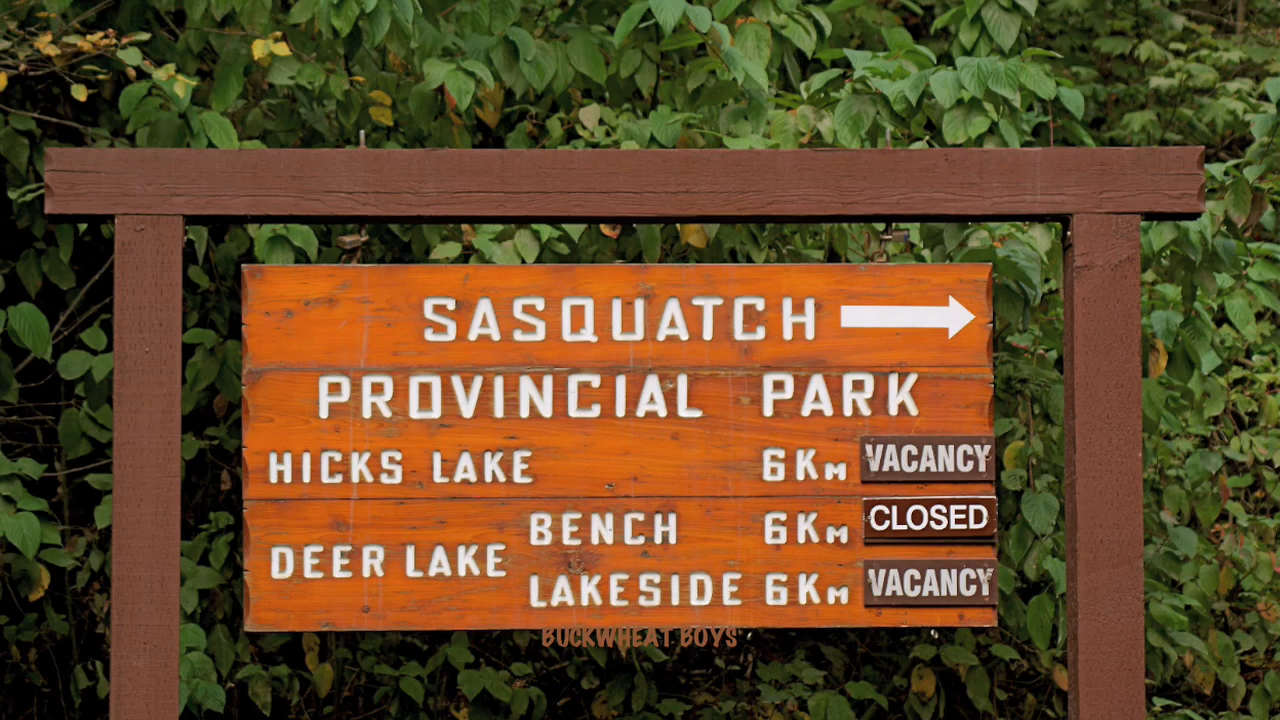 SASQUATCH
PROVINCIAL PARK
HICKS LAKE 6Km VACANCY
DEER LAKE
BENCH 6Km CLOSED
LAKESIDE 6Km VACANCY
BUCKWHEAT BOYS